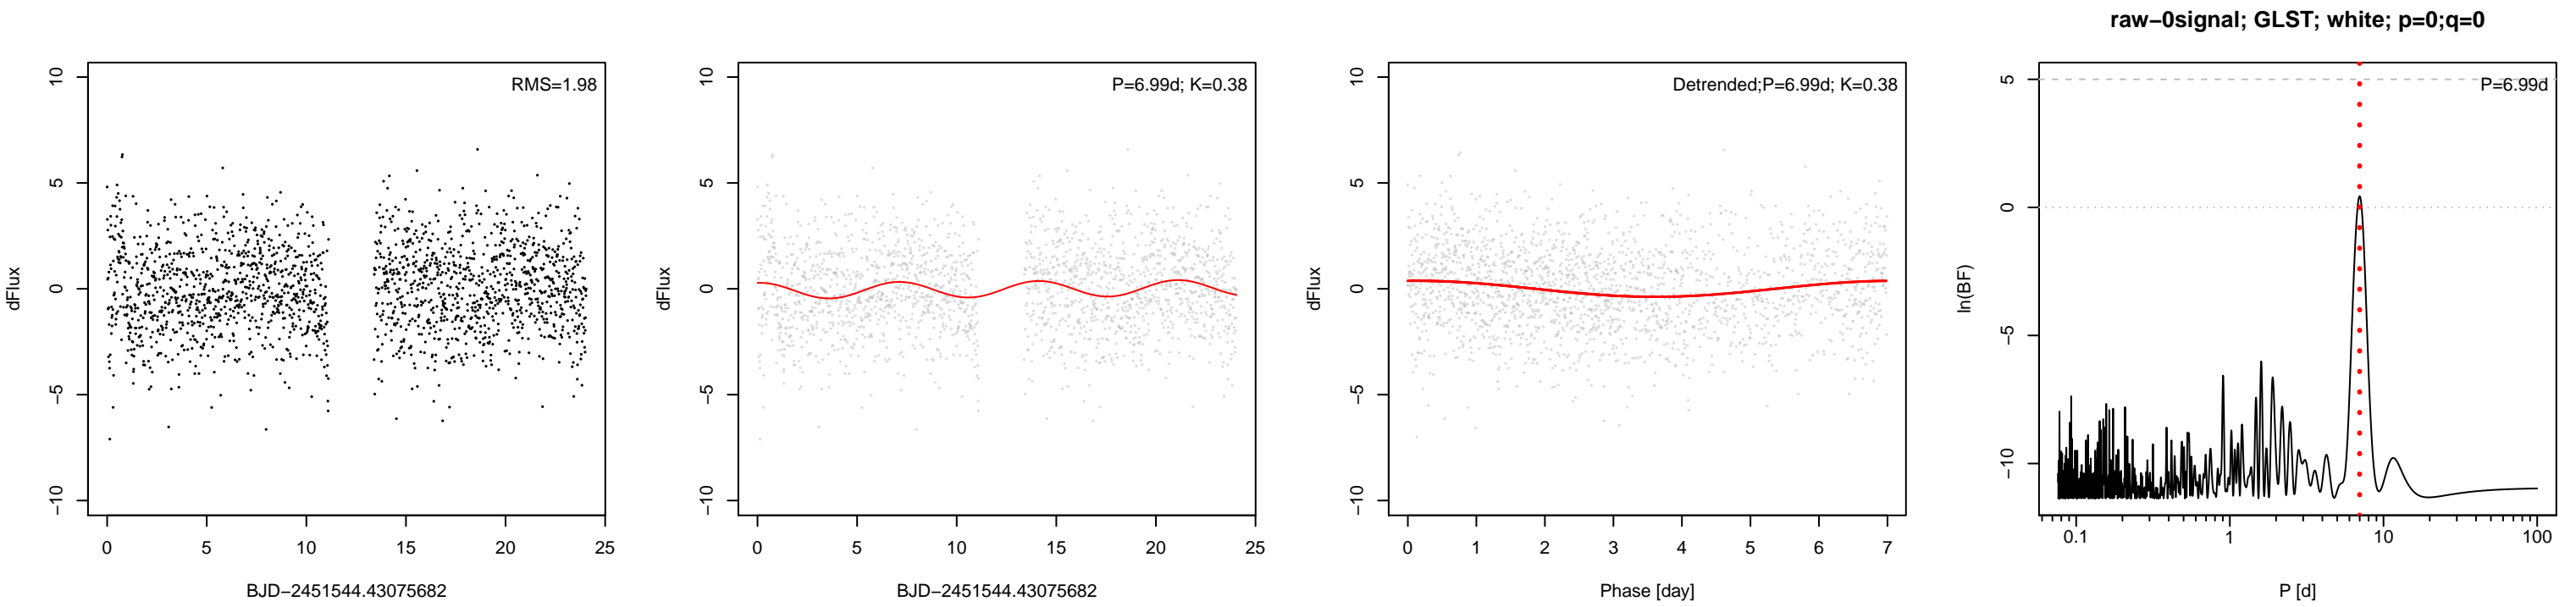 raw−0signal; GLST; white; p=0;q=0
RMS=1.98
dFlux
10
5
0
−5
−10
0 5 10 15 20 25
BJD−2451544.43075682
P=6.99d; K=0.38
dFlux
10
5
0
−5
−10
0 5 10 15 20 25
BJD−2451544.43075682
Detrended;P=6.99d; K=0.38
dFlux
10
5
0
−5
−10
0 1 2 3 4 5 6 7
Phase [day]
P=6.99d
ln(BF)
5
0
−5
−10
0.1 1 10 100
P [d]